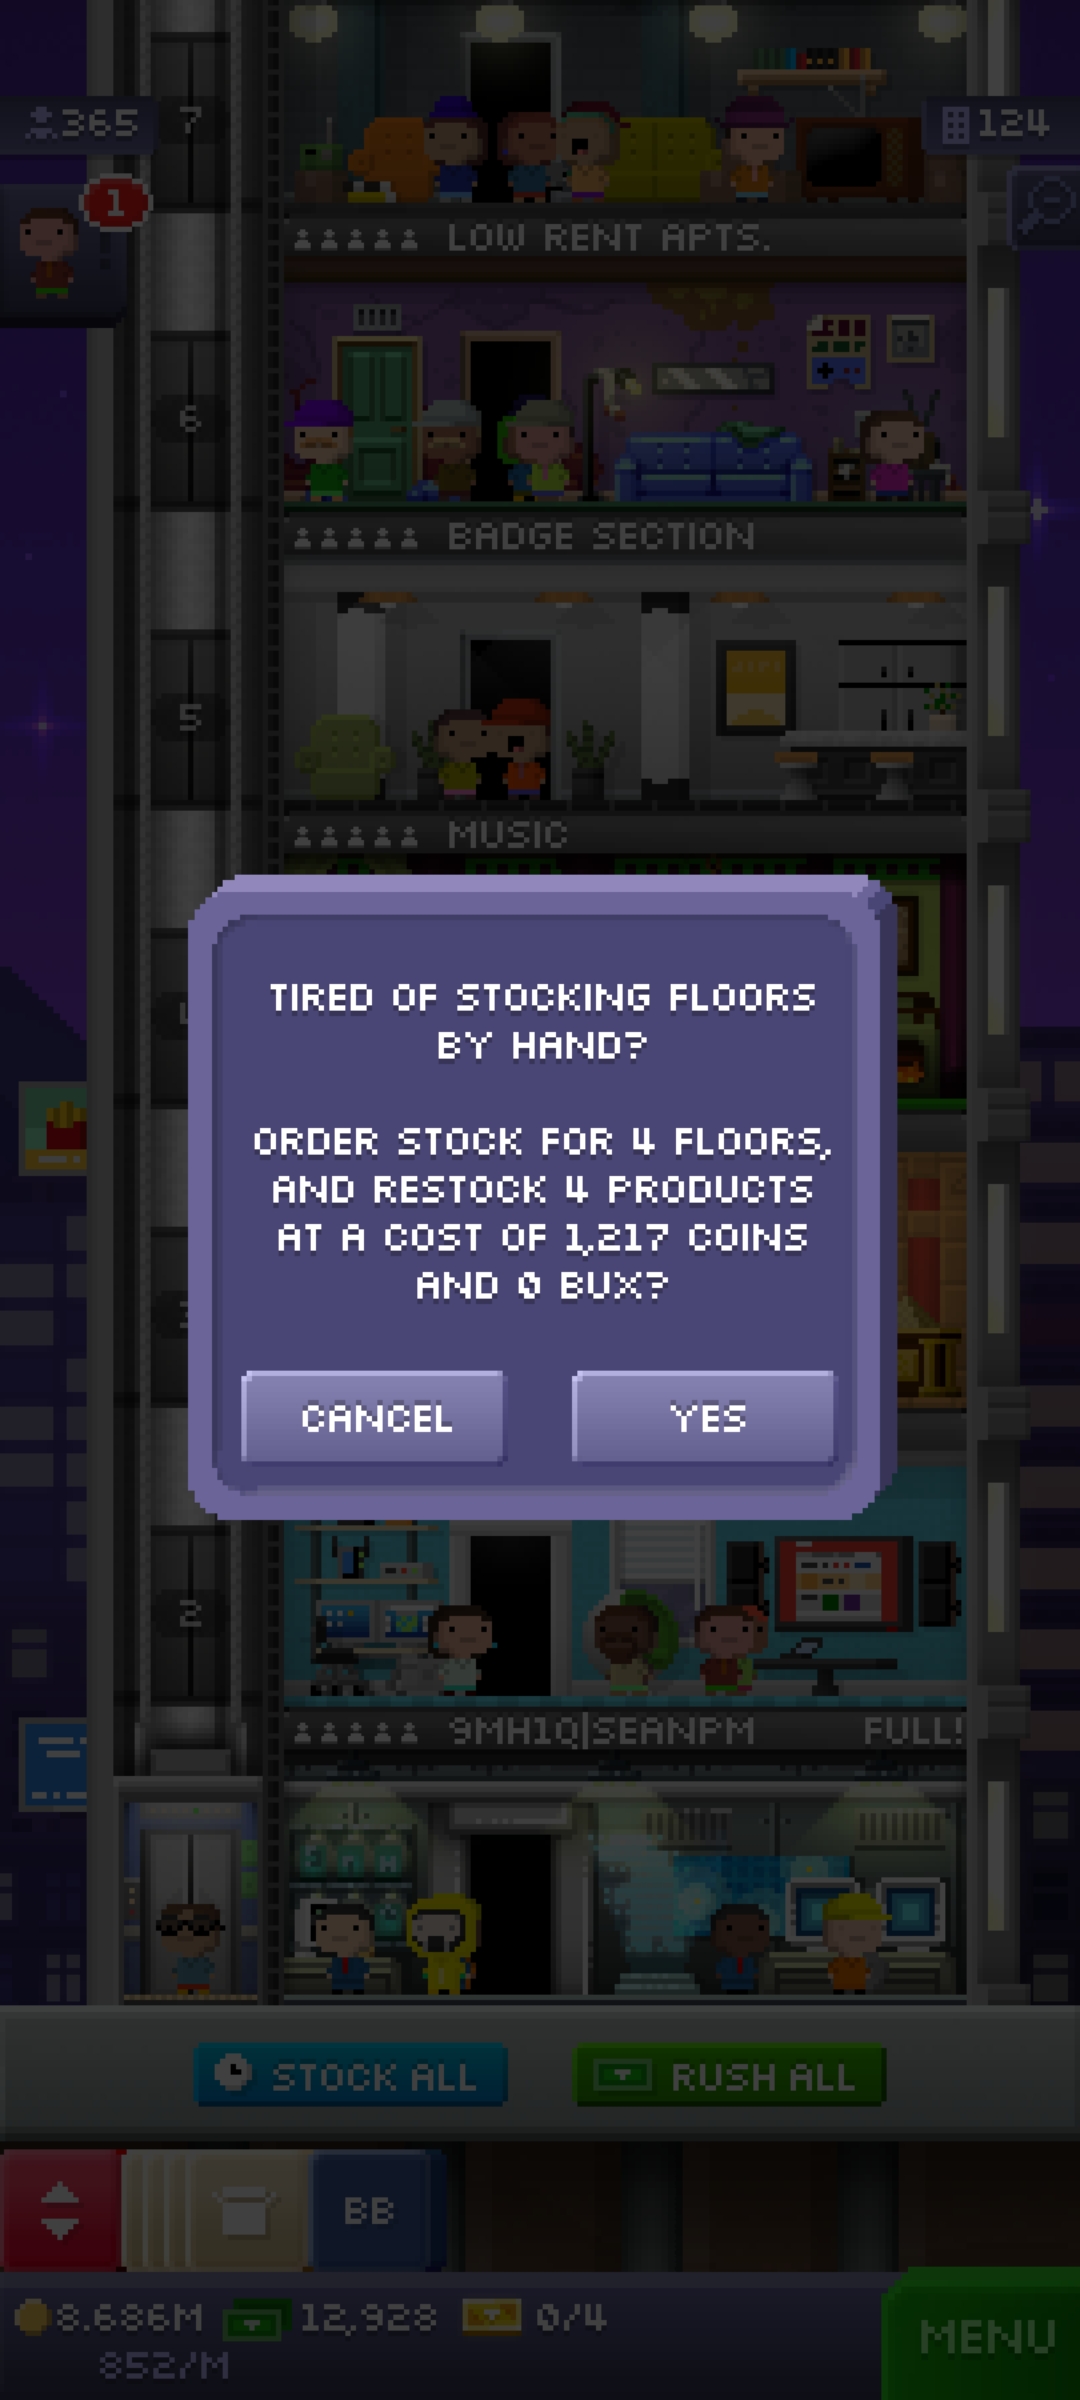 365
7
124
1
LOW RENT APTS.
6
BADGE SECTION
5
MUSIC
TIRED OF STOCKING FLOORS
BY HAND?
ORDER STOCK FOR 4 FLOORS,
AND RESTOCK 4 PRODUCTS
AT A COST OF 1,217 COINS
AND 0 BUX?
CANCEL
YES
2
9MH1Q|SEANPM
FULL!
STOCK ALL
RUSH ALL
BB
8.686M
12,928
0/4
852/M
MENU